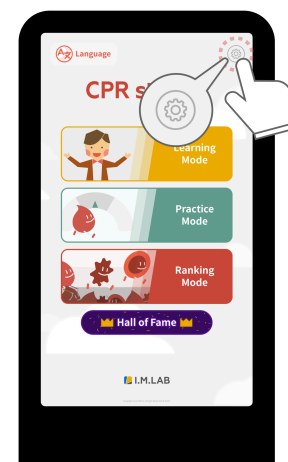 Language
CPR s
Learning
Mode
Practice
Mode
Ranking
Mode
Hall of Fame
I.M.LAB